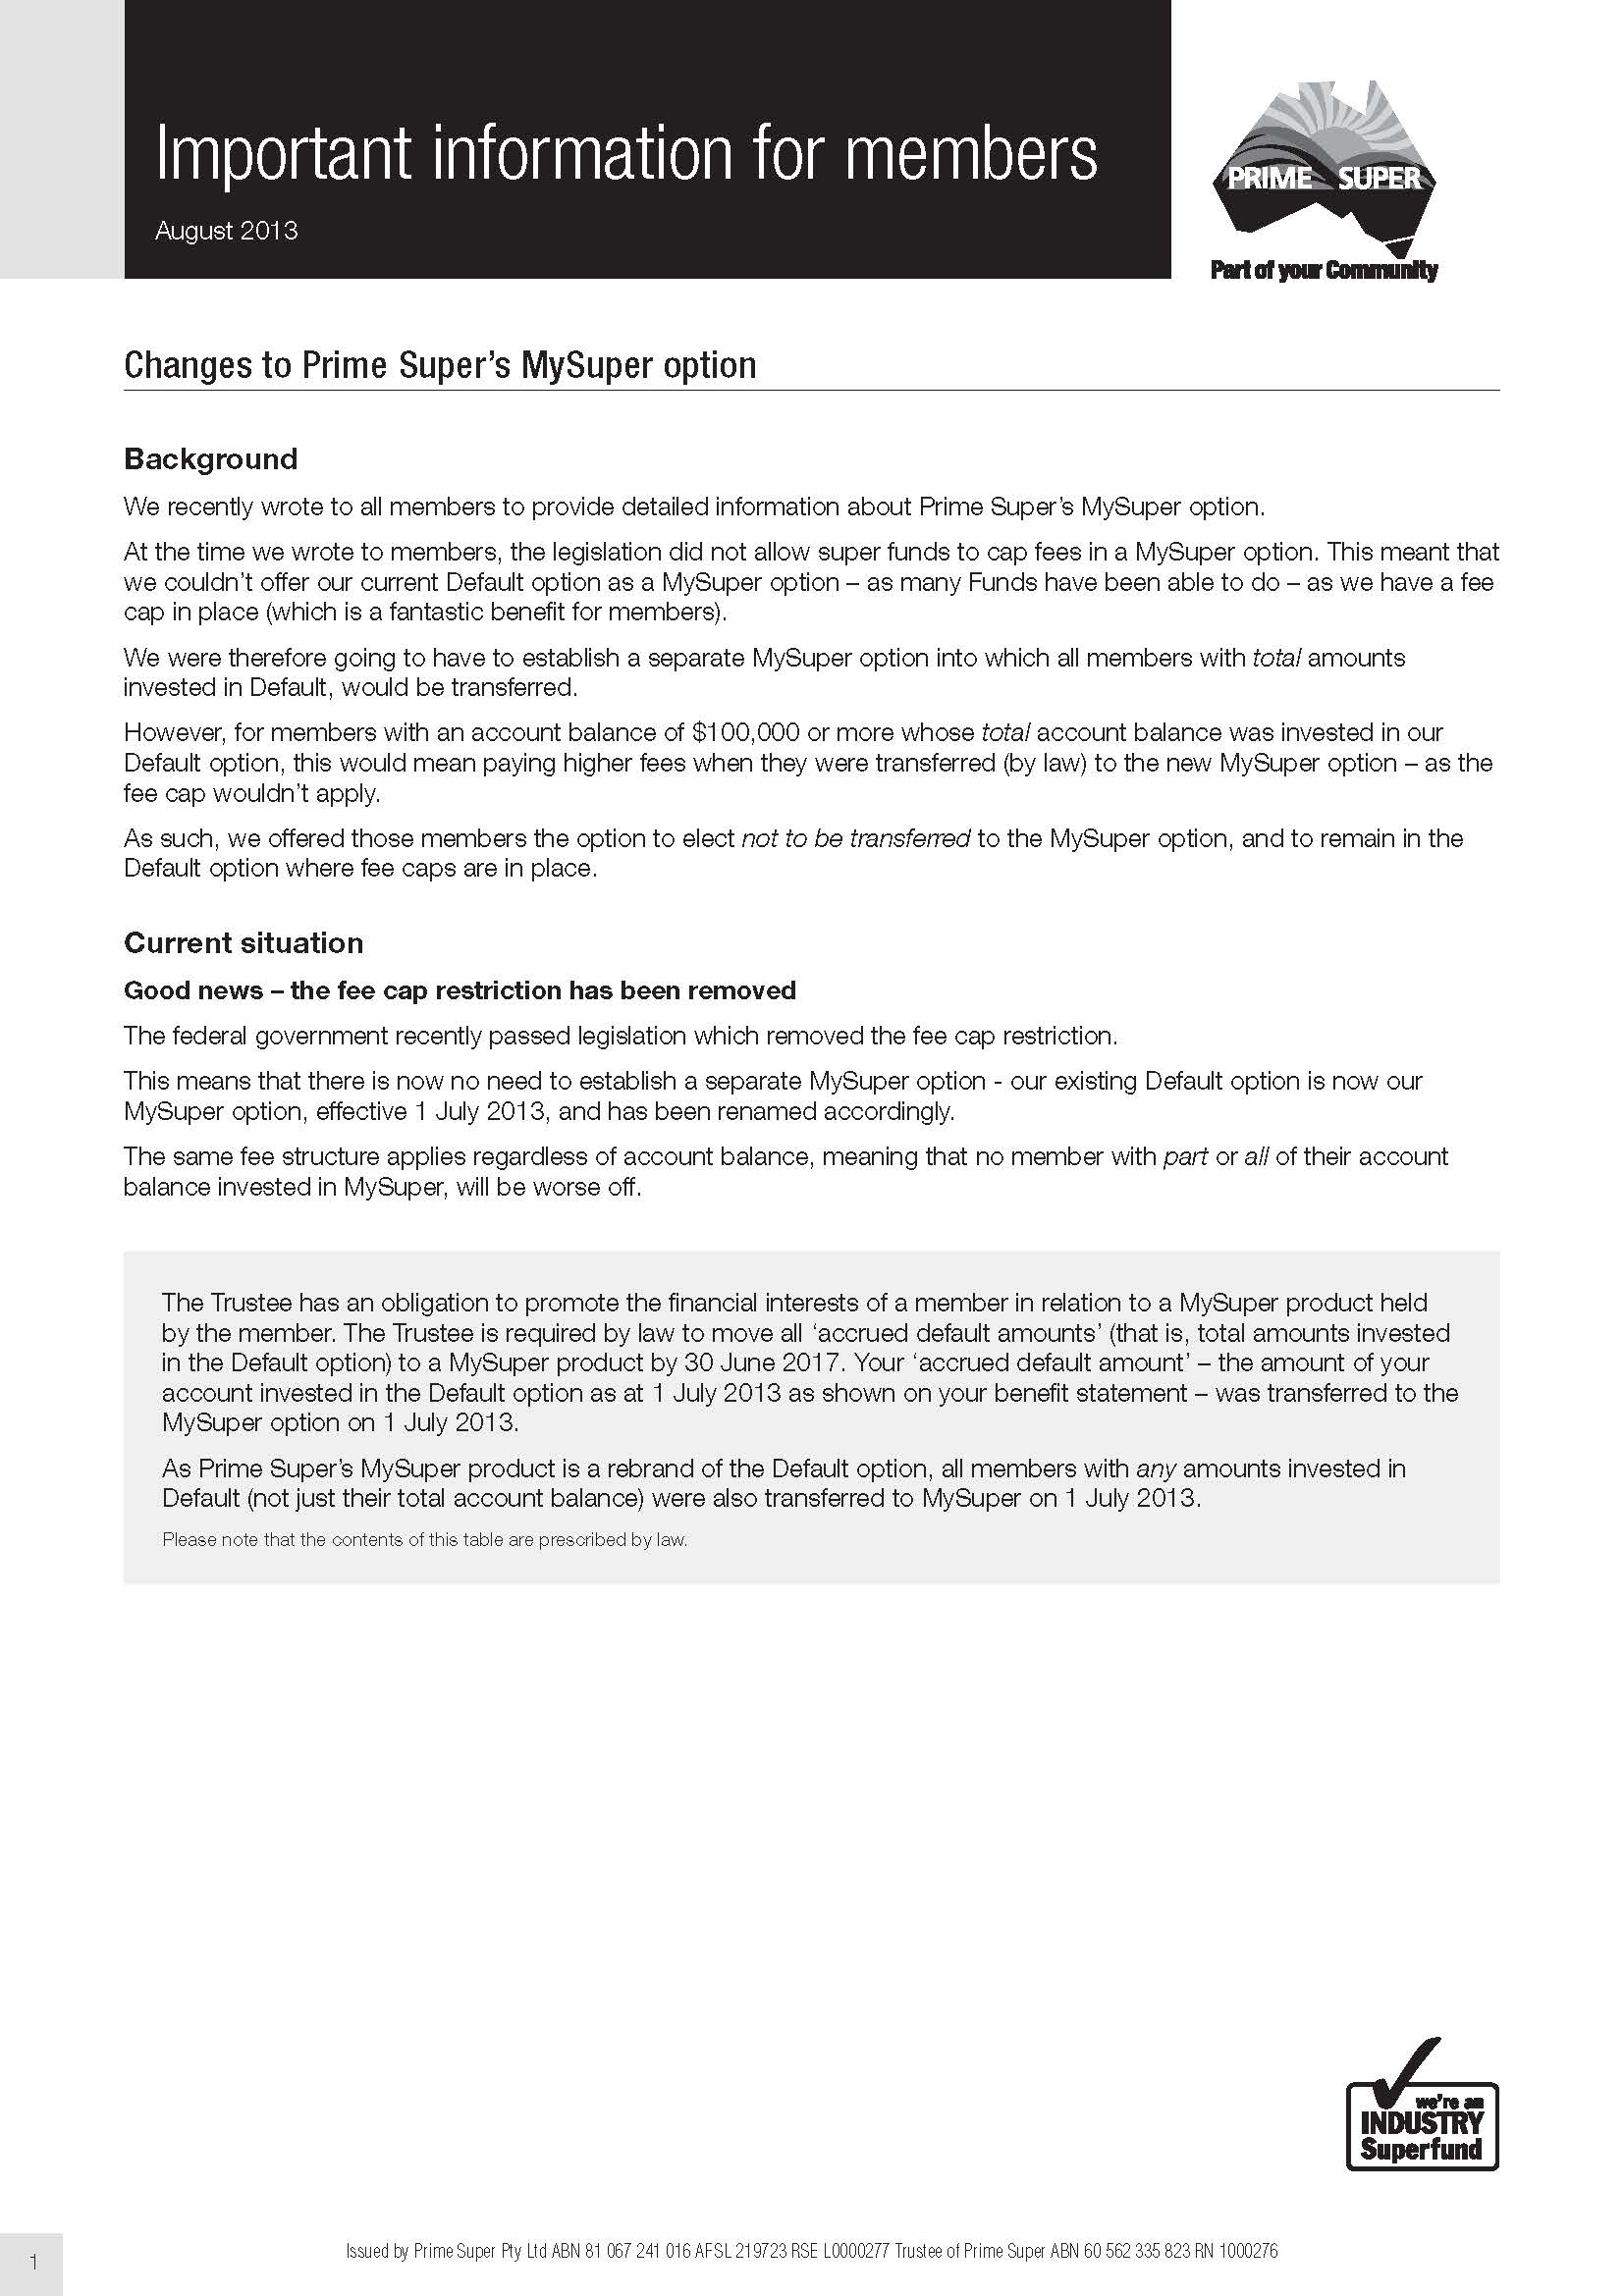 Important information for members
August 2013
PRIME SUPER
Part of your Community
Changes to Prime Super’s MySuper option
Background
We recently wrote to all members to provide detailed information about Prime Super’s MySuper option.
At the time we wrote to members, the legislation did not allow super funds to cap fees in a MySuper option. This meant that
we couldn’t offer our current Default option as a MySuper option – as many Funds have been able to do – as we have a fee
cap in place (which is a fantastic benefit for members).
We were therefore going to have to establish a separate MySuper option into which all members with total amounts
invested in Default, would be transferred.
However, for members with an account balance of $100,000 or more whose total account balance was invested in our
Default option, this would mean paying higher fees when they were transferred (by law) to the new MySuper option – as the
fee cap wouldn’t apply.
As such, we offered those members the option to elect not to be transferred to the MySuper option, and to remain in the
Default option where fee caps are in place.
Current situation
Good news – the fee cap restriction has been removed
The federal government recently passed legislation which removed the fee cap restriction.
This means that there is now no need to establish a separate MySuper option - our existing Default option is now our
MySuper option, effective 1 July 2013, and has been renamed accordingly.
The same fee structure applies regardless of account balance, meaning that no member with part or all of their account
balance invested in MySuper, will be worse off.
The Trustee has an obligation to promote the financial interests of a member in relation to a MySuper product held
by the member. The Trustee is required by law to move all ‘accrued default amounts’ (that is, total amounts invested
in the Default option) to a MySuper product by 30 June 2017. Your ‘accrued default amount’ – the amount of your
account invested in the Default option as at 1 July 2013 as shown on your benefit statement – was transferred to the
MySuper option on 1 July 2013.
As Prime Super’s MySuper product is a rebrand of the Default option, all members with any amounts invested in
Default (not just their total account balance) were also transferred to MySuper on 1 July 2013.
Please note that the contents of this table are prescribed by law.
we’re an
INDUSTRY
Superfund
1
Issued by Prime Super Pty Ltd ABN 81 067 241 016 AFSL 219723 RSE L0000277 Trustee of Prime Super ABN 60 562 335 823 RN 1000276